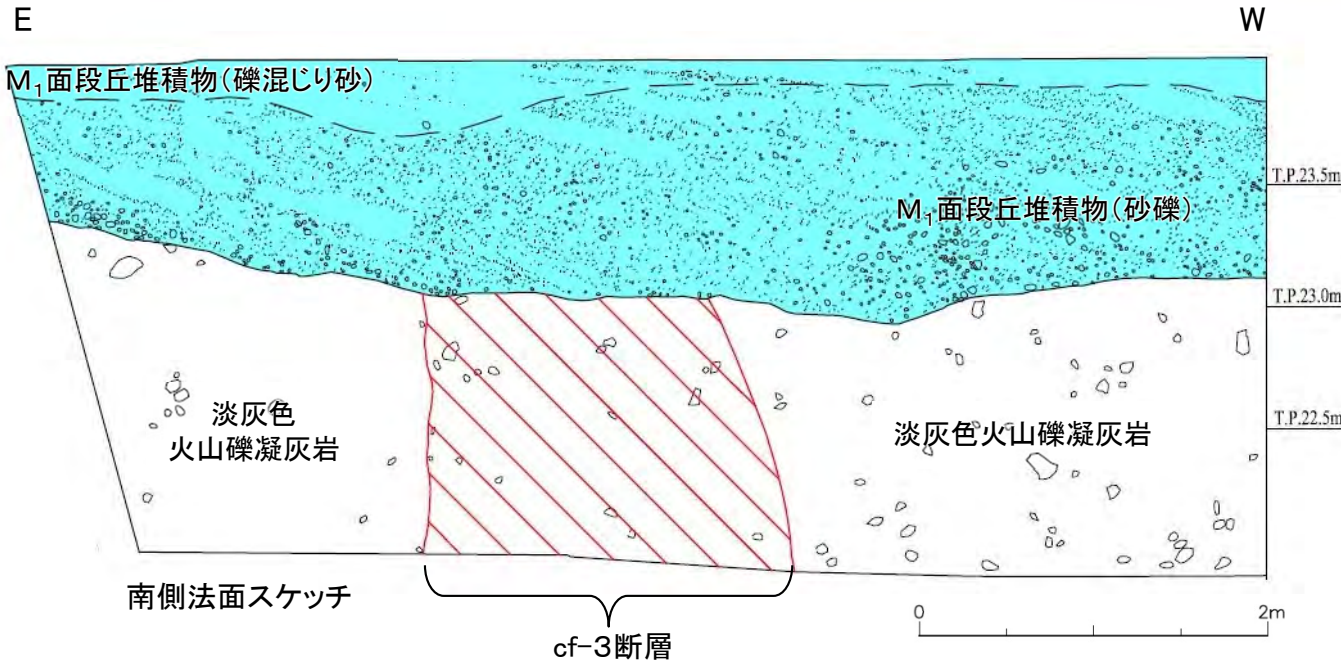 E
W
M₁面段丘堆積物(礫混じり砂)
T.P.23.5m
M₁面段丘堆積物(砂礫)
T.P.23.0m
淡灰色
火山礫凝灰岩
淡灰色火山礫凝灰岩
T.P.22.5m
南側法面スケッチ
0
2m
cf-3断層